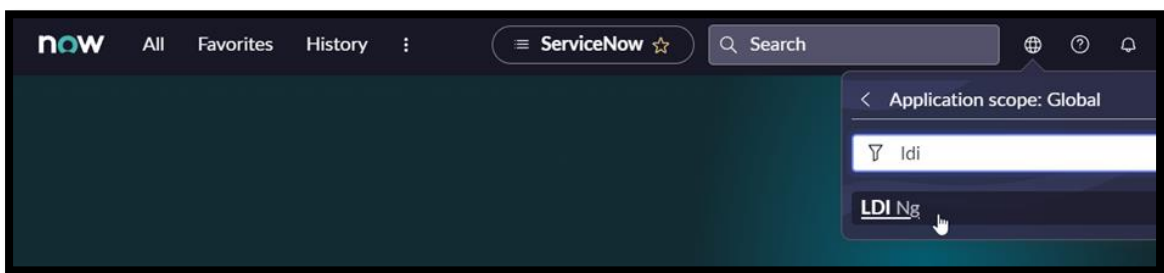 now All Favorites History ServiceNow Search
Application scope: Global
ldi
LDI Ng